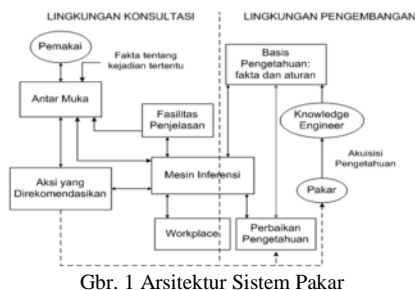 LINGKUNGAN KONSULTASI
LINGKUNGAN PENGEMBANGAN
Pemakai
Fakta tentang
kejadian tertentu
Basis
Pengetahuan:
fakta dan aturan
Antar Muka
Fasilitas
Penjelasan
Knowledge
Engineer
Akuisisi
Pengetahuan
Aksi yang
Direkomendasikan
Mesin Inferensi
Pakar
Workplace
Perbaikan
Pengetahuan
Gbr. 1 Arsitektur Sistem Pakar